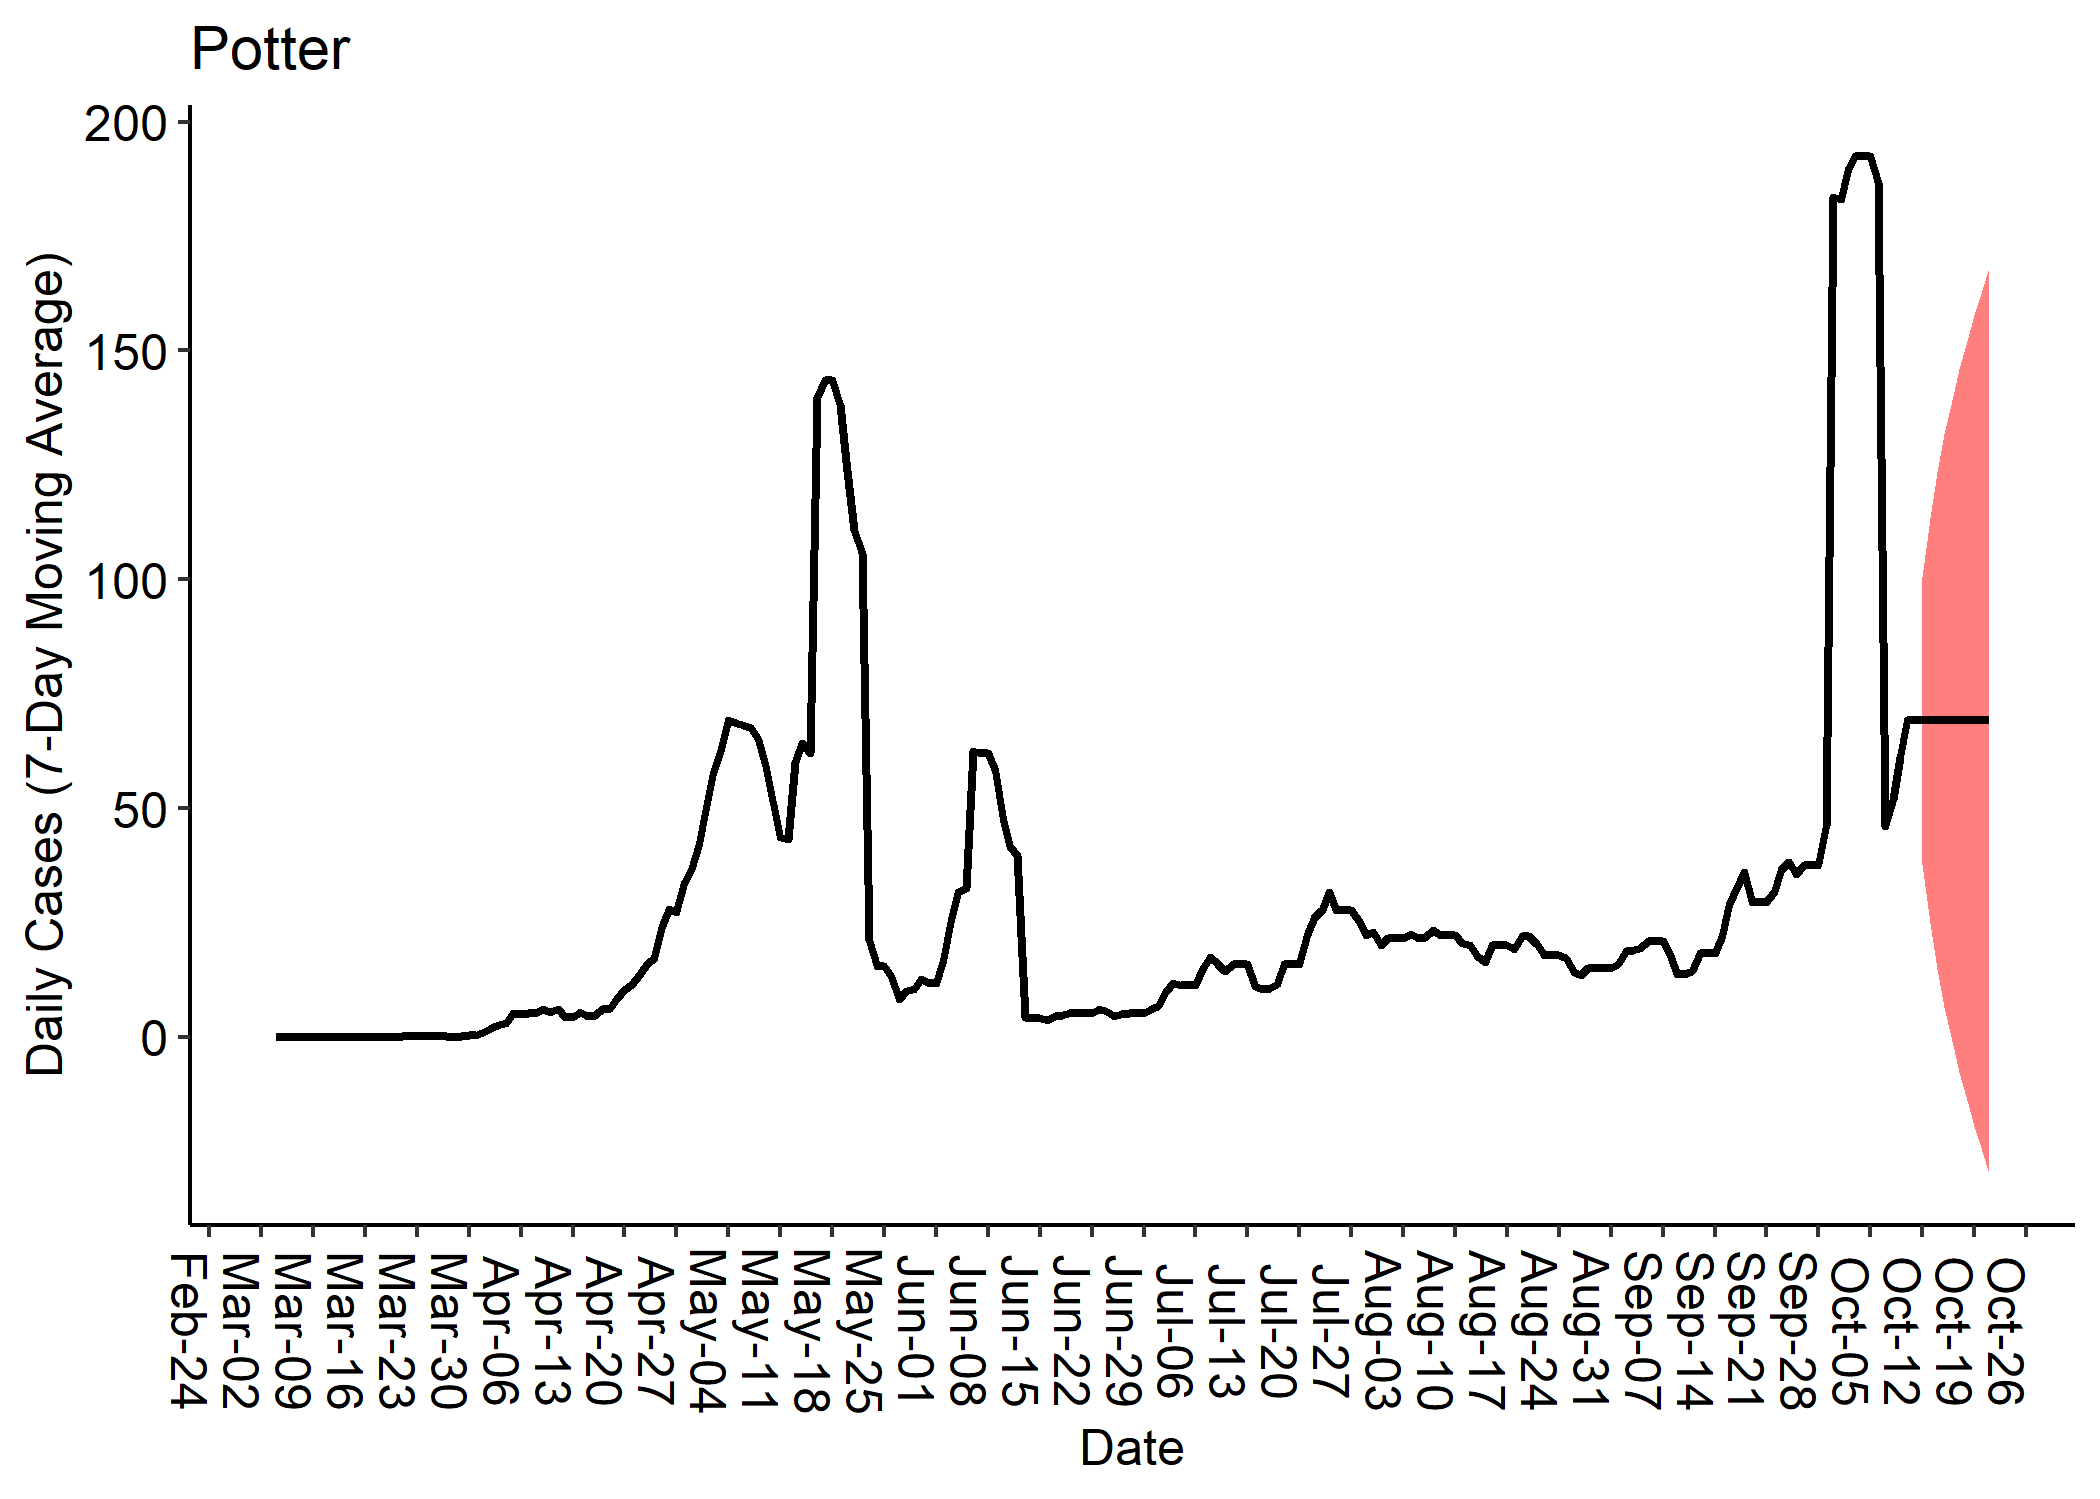 Potter
Daily Cases (7-Day Moving Average)
200
150
100
50
0
Feb-24
Mar-02
Mar-09
Mar-16
Mar-23
Mar-30
Apr-06
Apr-13
Apr-20
Apr-27
May-04
May-11
May-18
May-25
Jun-01
Jun-08
Jun-15
Jun-22
Jun-29
Jul-06
Jul-13
Jul-20
Jul-27
Aug-03
Aug-10
Aug-17
Aug-24
Aug-31
Sep-07
Sep-14
Sep-21
Sep-28
Oct-05
Oct-12
Oct-19
Oct-26
Date